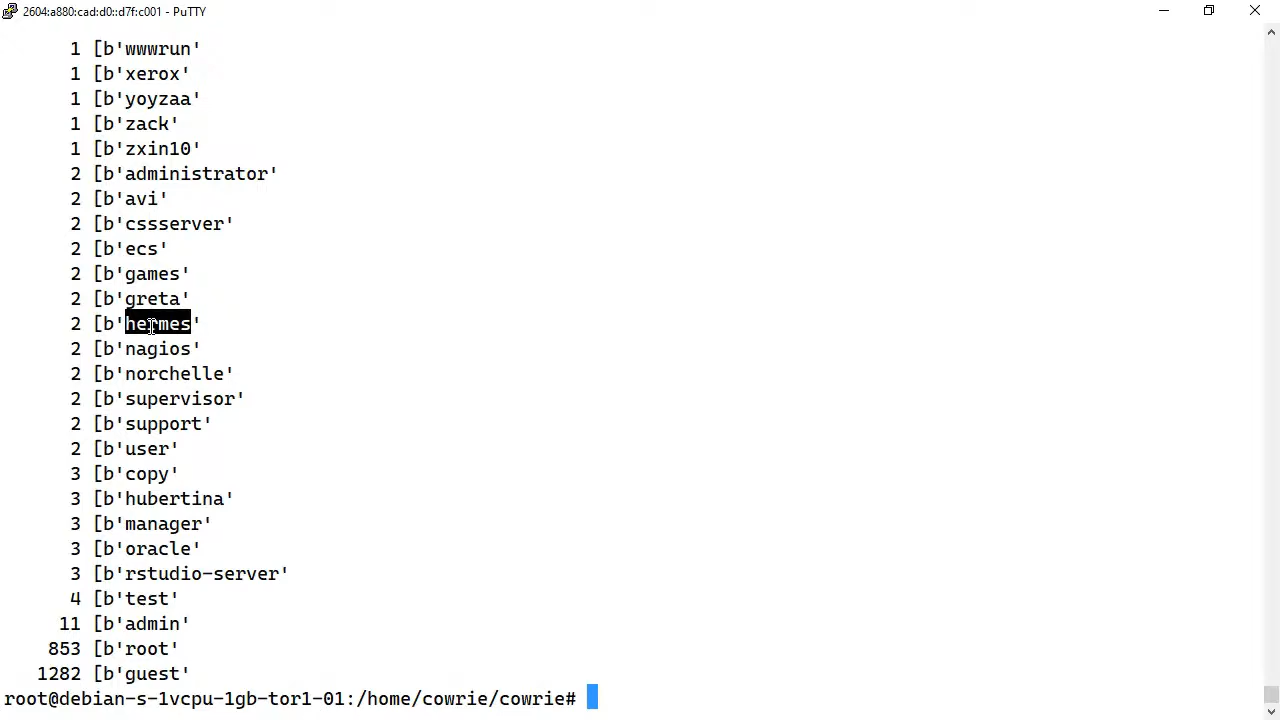 2604:a880:cad:d0::d7f:c001 - PuTTY
1 [b'wwwrun'
1 [b'xerox'
1 [b'yoyzaa'
1 [b'zack'
1 [b'zxin10'
2 [b'administrator'
2 [b'avi'
2 [b'cssserver'
2 [b'ecs'
2 [b'games'
2 [b'greta'
2 [b'hermes'
2 [b'nagios'
2 [b'norchelle'
2 [b'supervisor'
2 [b'support'
2 [b'user'
3 [b'copy'
3 [b'hubertina'
3 [b'manager'
3 [b'oracle'
3 [b'rstudio-server'
4 [b'test'
11 [b'admin'
853 [b'root'
1282 [b'guest'
root@debian-s-1vcpu-1gb-tor1-01:/home/cowrie/cowrie#